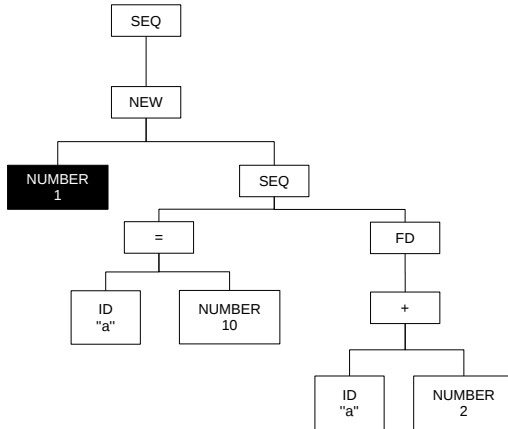 SEQ
NEW
NUMBER
1
SEQ
=
FD
ID
"a"
NUMBER
10
+
ID
"a"
NUMBER
2